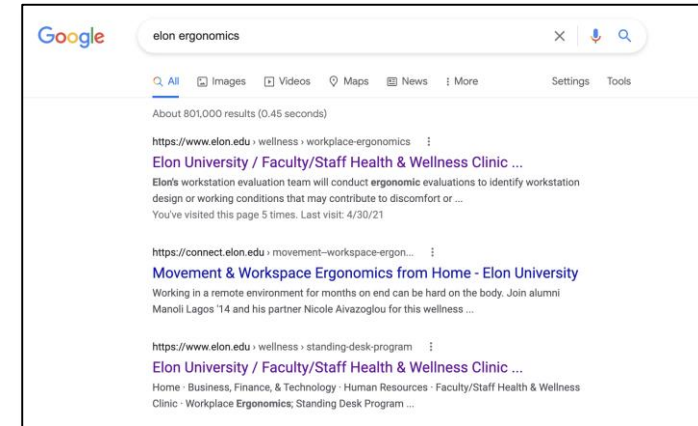 Google
elon ergonomics
All Images Videos Maps News More Settings Tools
About 801,000 results (0.45 seconds)
https://www.elon.edu › wellness › workplace-ergonomics
Elon University / Faculty/Staff Health & Wellness Clinic ...
Elon's workstation evaluation team will conduct ergonomic evaluations to identify workstation
design or working conditions that may contribute to discomfort or ...
You've visited this page 5 times. Last visit: 4/30/21
https://connect.elon.edu › movement--workspace-ergon...
Movement & Workspace Ergonomics from Home - Elon University
Working in a remote environment for months on end can be hard on the body. Join alumni
Manoli Lagos '14 and his partner Nicole Aivazoglou for this wellness ...
https://www.elon.edu › wellness › standing-desk-program
Elon University / Faculty/Staff Health & Wellness Clinic ...
Home · Business, Finance, & Technology · Human Resources · Faculty/Staff Health & Wellness
Clinic · Workplace Ergonomics; Standing Desk Program ...